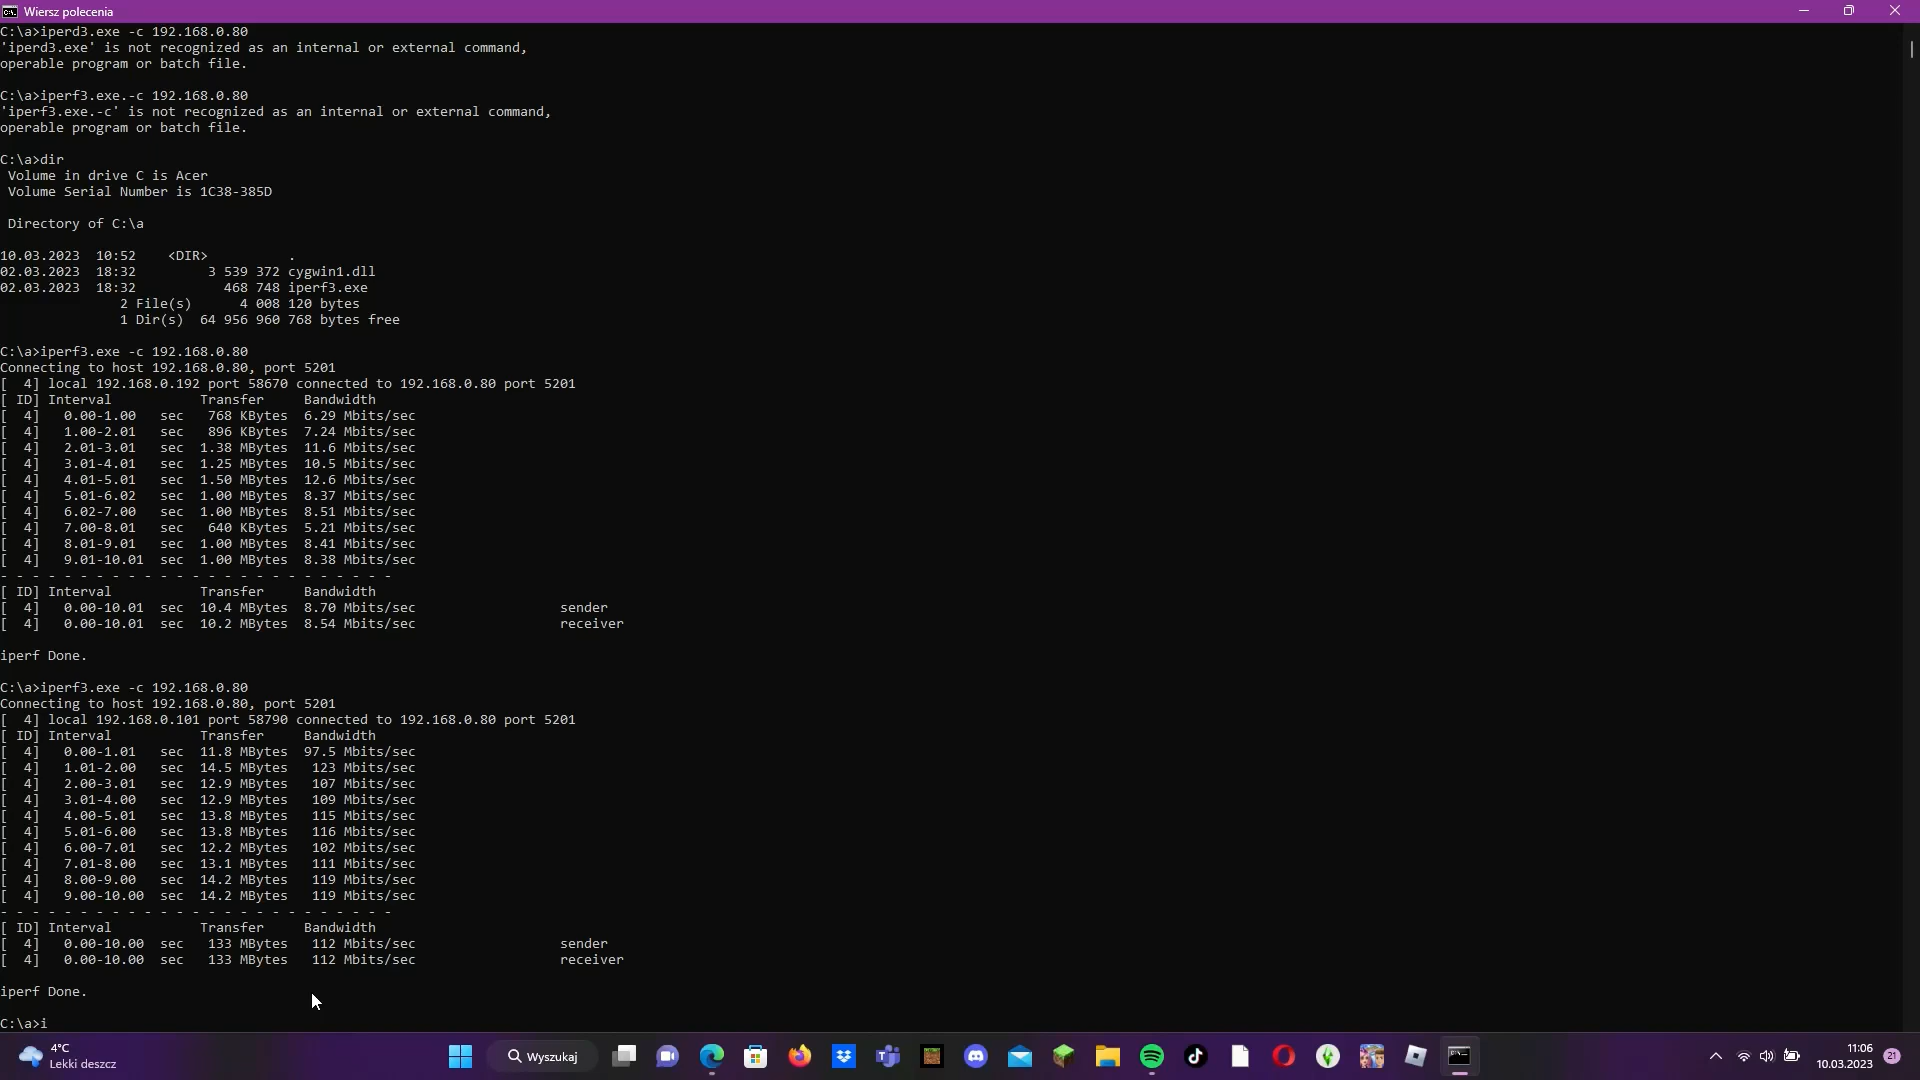 Wiersz polecenia
C:\a>iperd3.exe -c 192.168.0.80
'iperd3.exe' is not recognized as an internal or external command,
operable program or batch file.
C:\a>iperf3.exe.-c 192.168.0.80
'iperf3.exe.-c' is not recognized as an internal or external command,
operable program or batch file.
C:\a>dir
Volume in drive C is Acer
Volume Serial Number is 1C38-385D
Directory of C:\a
10.03.2023  10:52    <DIR>          .
02.03.2023  18:32         3 539 372 cygwin1.dll
02.03.2023  18:32           468 748 iperf3.exe
2 File(s)      4 008 120 bytes
1 Dir(s)  64 956 960 768 bytes free
C:\a>iperf3.exe -c 192.168.0.80
Connecting to host 192.168.0.80, port 5201
[  4] local 192.168.0.192 port 58670 connected to 192.168.0.80 port 5201
[ ID] Interval           Transfer     Bandwidth
[  4]   0.00-1.00   sec   768 KBytes  6.29 Mbits/sec
[  4]   1.00-2.01   sec   896 KBytes  7.24 Mbits/sec
[  4]   2.01-3.01   sec  1.38 MBytes  11.6 Mbits/sec
[  4]   3.01-4.01   sec  1.25 MBytes  10.5 Mbits/sec
[  4]   4.01-5.01   sec  1.50 MBytes  12.6 Mbits/sec
[  4]   5.01-6.02   sec  1.00 MBytes  8.37 Mbits/sec
[  4]   6.02-7.00   sec  1.00 MBytes  8.51 Mbits/sec
[  4]   7.00-8.01   sec   640 KBytes  5.21 Mbits/sec
[  4]   8.01-9.01   sec  1.00 MBytes  8.41 Mbits/sec
[  4]   9.01-10.01  sec  1.00 MBytes  8.38 Mbits/sec
- - - - - - - - - - - - - - - - - - - - - - - - -
[ ID] Interval           Transfer     Bandwidth
[  4]   0.00-10.01  sec  10.4 MBytes  8.70 Mbits/sec                  sender
[  4]   0.00-10.01  sec  10.2 MBytes  8.54 Mbits/sec                  receiver
iperf Done.
C:\a>iperf3.exe -c 192.168.0.80
Connecting to host 192.168.0.80, port 5201
[  4] local 192.168.0.101 port 58790 connected to 192.168.0.80 port 5201
[ ID] Interval           Transfer     Bandwidth
[  4]   0.00-1.01   sec  11.8 MBytes  97.5 Mbits/sec
[  4]   1.01-2.00   sec  14.5 MBytes   123 Mbits/sec
[  4]   2.00-3.01   sec  12.9 MBytes   107 Mbits/sec
[  4]   3.01-4.00   sec  12.9 MBytes   109 Mbits/sec
[  4]   4.00-5.01   sec  13.8 MBytes   115 Mbits/sec
[  4]   5.01-6.00   sec  13.8 MBytes   116 Mbits/sec
[  4]   6.00-7.01   sec  12.2 MBytes   102 Mbits/sec
[  4]   7.01-8.00   sec  13.1 MBytes   111 Mbits/sec
[  4]   8.00-9.00   sec  14.2 MBytes   119 Mbits/sec
[  4]   9.00-10.00  sec  14.2 MBytes   119 Mbits/sec
- - - - - - - - - - - - - - - - - - - - - - - - -
[ ID] Interval           Transfer     Bandwidth
[  4]   0.00-10.00  sec   133 MBytes   112 Mbits/sec                  sender
[  4]   0.00-10.00  sec   133 MBytes   112 Mbits/sec                  receiver
iperf Done.
C:\a>i
4°C
Lekki deszcz
Wyszukaj
11:06
10.03.2023
21